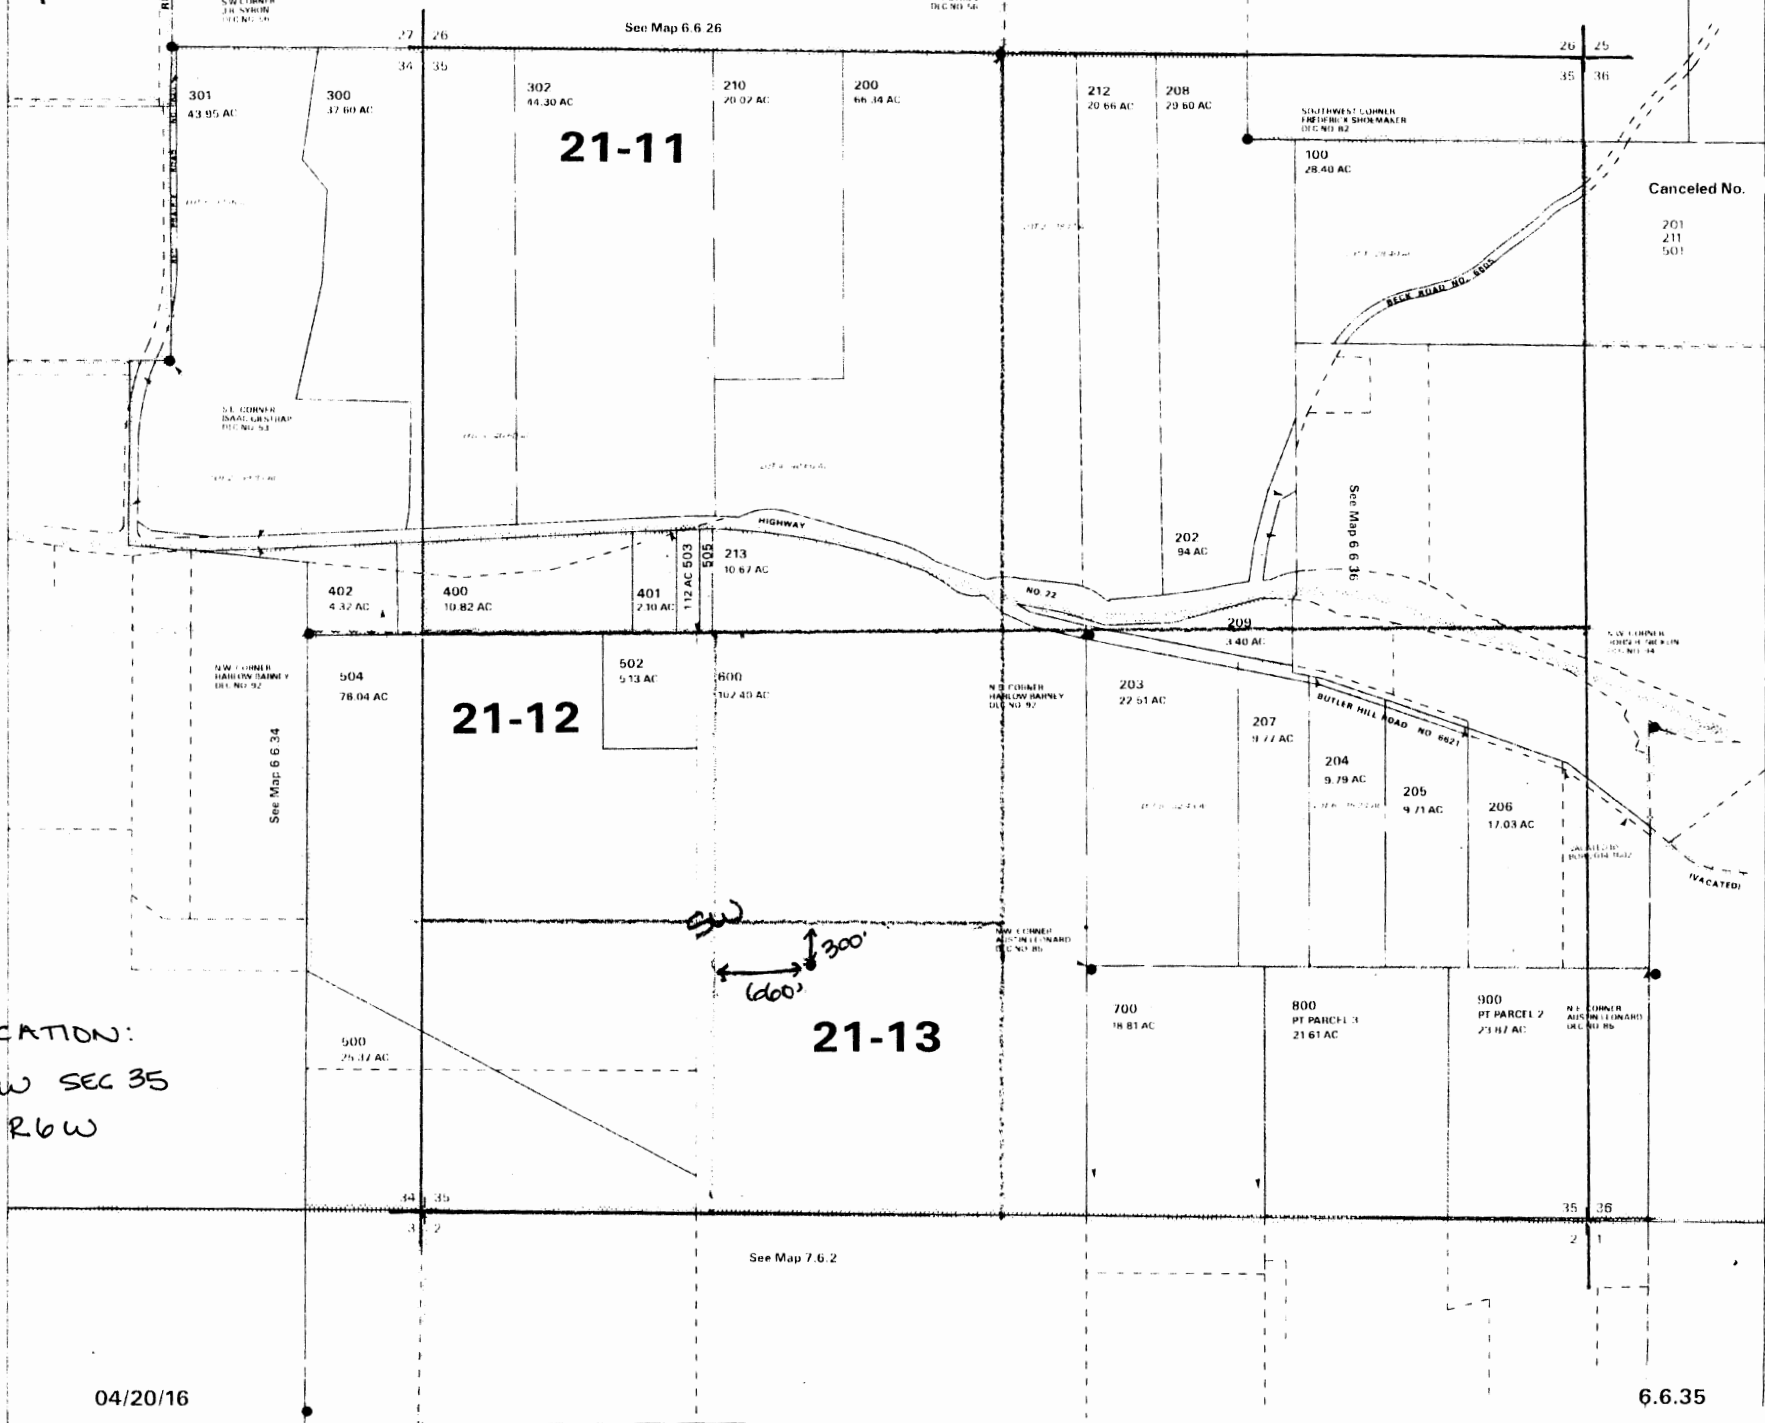 S.W. CORNER
J.R. SYRON
DLC NO. 56
DLC NO. 56
See Map 6.6 26
27 26
34 35
26 25
35 36
301
43.95 AC
300
37.60 AC
302
44.30 AC
210
20.02 AC
200
66.34 AC
212
20.66 AC
208
29.60 AC
SOUTHWEST CORNER
FREDERICK SHOEMAKER
DLC NO. 82
100
28.40 AC
21-11
Canceled No.
201
211
501
BECK ROAD NO. 6605
S.E. CORNER
ISAAC GILSTRAP
DLC NO. 53
See Map 6 6 36
HIGHWAY
NO. 22
202
.94 AC
213
10.67 AC
505
1.12 AC 503
402
4.32 AC
400
10.82 AC
401
2.10 AC
209
3.40 AC
N.W. CORNER
HARLOW BARNEY
DLC NO. 92
504
78.04 AC
502
5.13 AC
600
102.40 AC
N.E. CORNER
HARLOW BARNEY
DLC NO. 92
203
22.51 AC
BUTLER HILL ROAD NO. 6621
21-12
207
9.77 AC
204
9.79 AC
205
9.71 AC
206
17.03 AC
See Map 6 6 34
(VACATED)
SW
300'
660'
N.W. CORNER
AUSTIN LEONARD
DLC NO. 85
21-13
700
18.81 AC
800
PT PARCEL 3
21.61 AC
900
PT PARCEL 2
23.87 AC
N.E. CORNER
AUSTIN LEONARD
500
25.37 AC
CATION:
W SEC 35
R6W
34 35
3 2
35 36
2 1
See Map 7.6.2
04/20/16
6.6.35